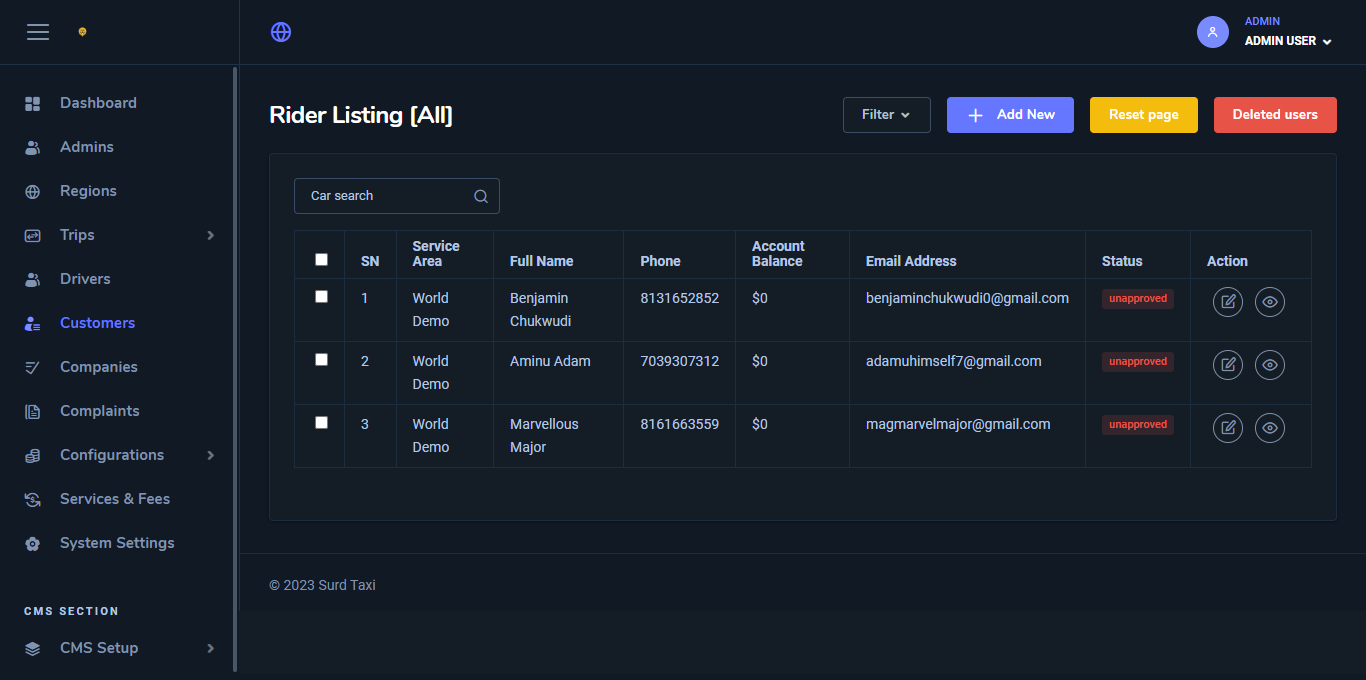 ADMIN
ADMIN USER
Dashboard
Admins
Regions
Trips
Drivers
Customers
Companies
Complaints
Configurations
Services & Fees
System Settings
CMS SECTION
CMS Setup
Rider Listing [All]
Filter
Add New
Reset page
Deleted users
Car search
SN Service Area Full Name Phone Account Balance Email Address Status Action
1 World Demo Benjamin Chukwudi 8131652852 $0 benjaminchukwudi0@gmail.com unapproved
2 World Demo Aminu Adam 7039307312 $0 adamuhimself7@gmail.com unapproved
3 World Demo Marvellous Major 8161663559 $0 magmarvelmajor@gmail.com unapproved
© 2023 Surd Taxi